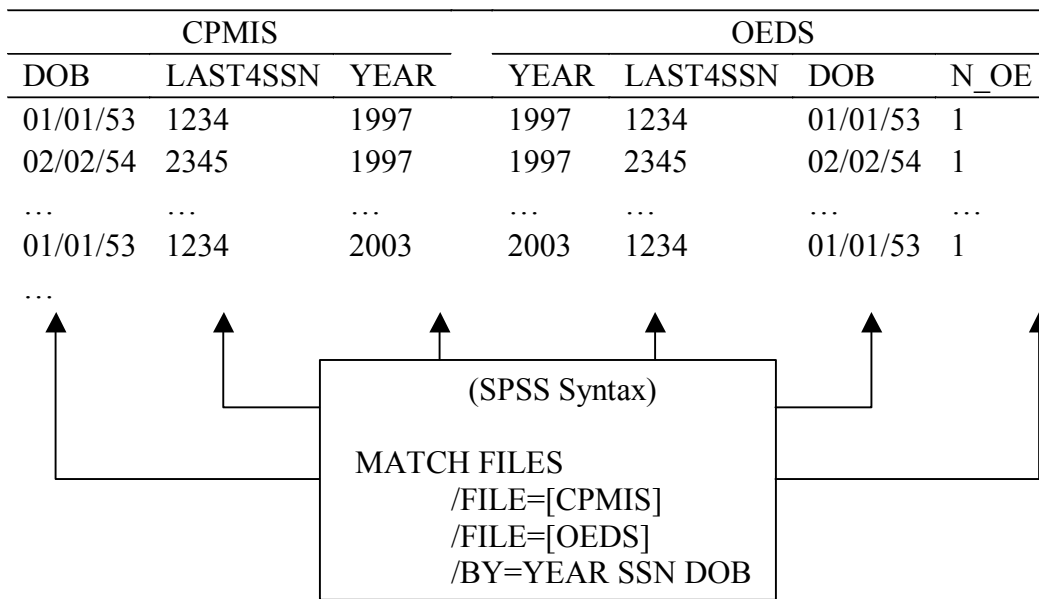 CPMIS OEDS
DOB LAST4SSN YEAR YEAR LAST4SSN DOB N_OE
01/01/53 1234 1997 1997 1234 01/01/53 1
02/02/54 2345 1997 1997 2345 02/02/54 1
… … … … … … …
01/01/53 1234 2003 2003 1234 01/01/53 1
…
(SPSS Syntax)
MATCH FILES
/FILE=[CPMIS]
/FILE=[OEDS]
/BY=YEAR SSN DOB